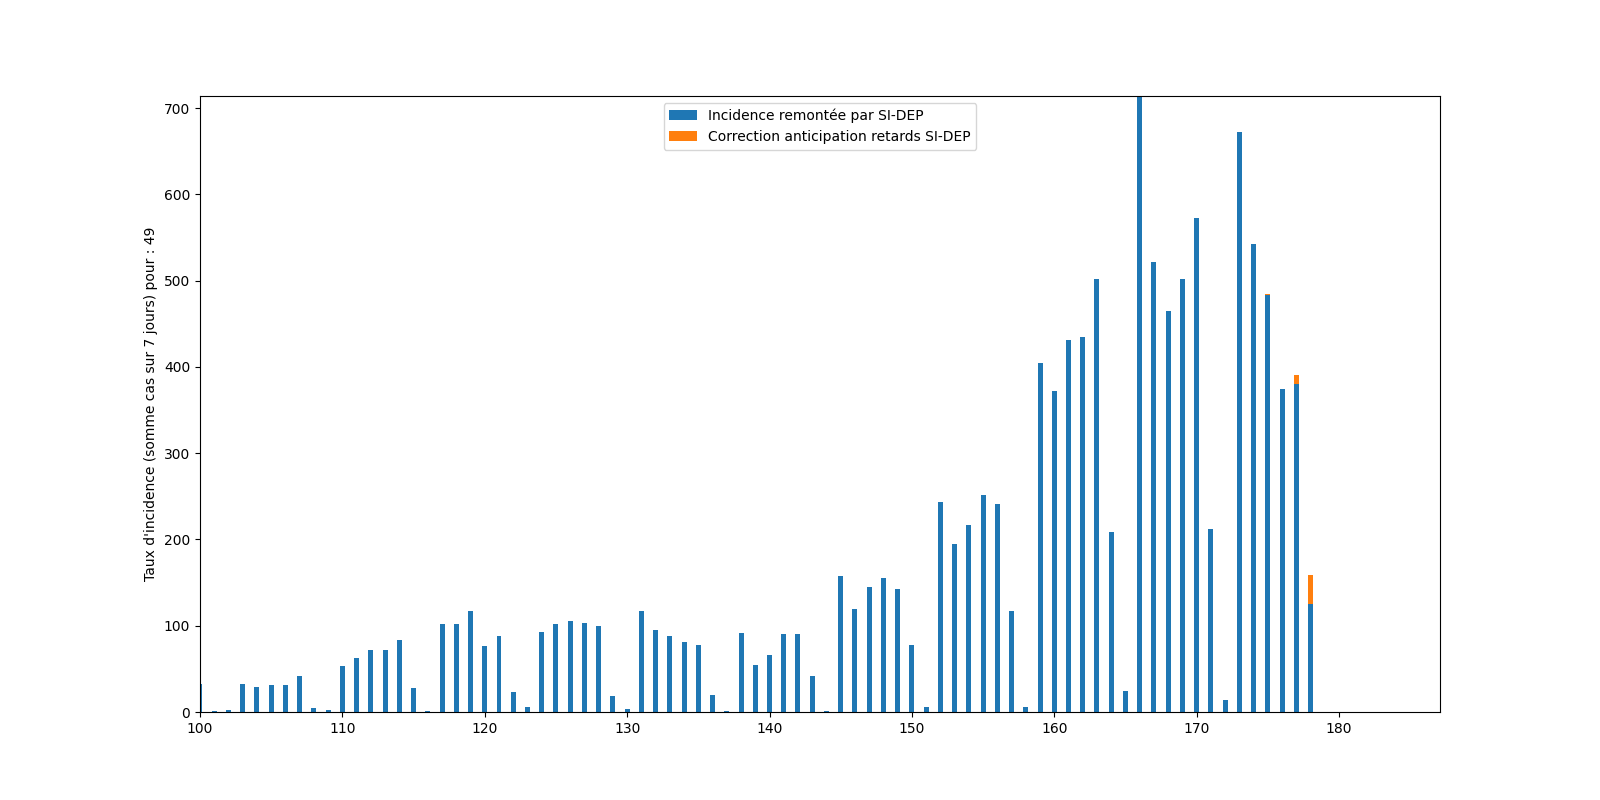 Incidence remontée par SI-DEP
Correction anticipation retards SI-DEP
Taux d'incidence (somme cas sur 7 jours) pour : 49
700
600
500
400
300
200
100
0
100 110 120 130 140 150 160 170 180